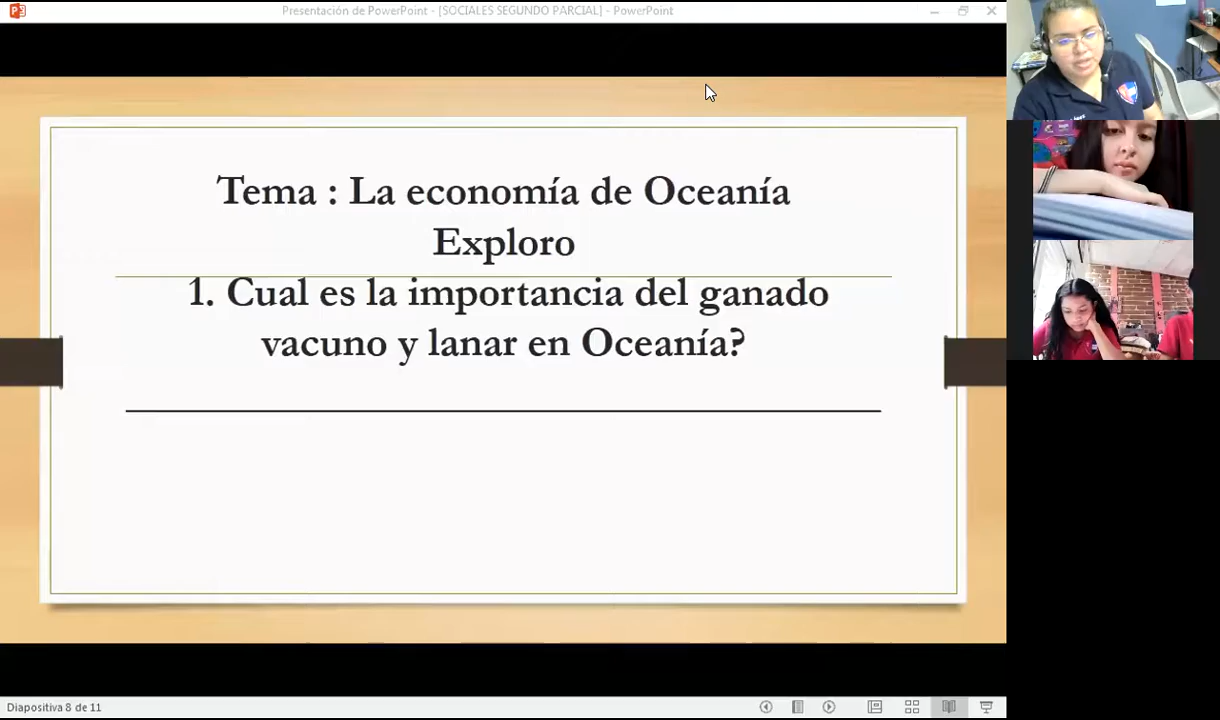 Presentación de PowerPoint - [SOCIALES SEGUNDO PARCIAL] - PowerPoint
Tema : La economía de Oceanía
Exploro
1. Cual es la importancia del ganado
vacuno y lanar en Oceanía?
Diapositiva 8 de 11